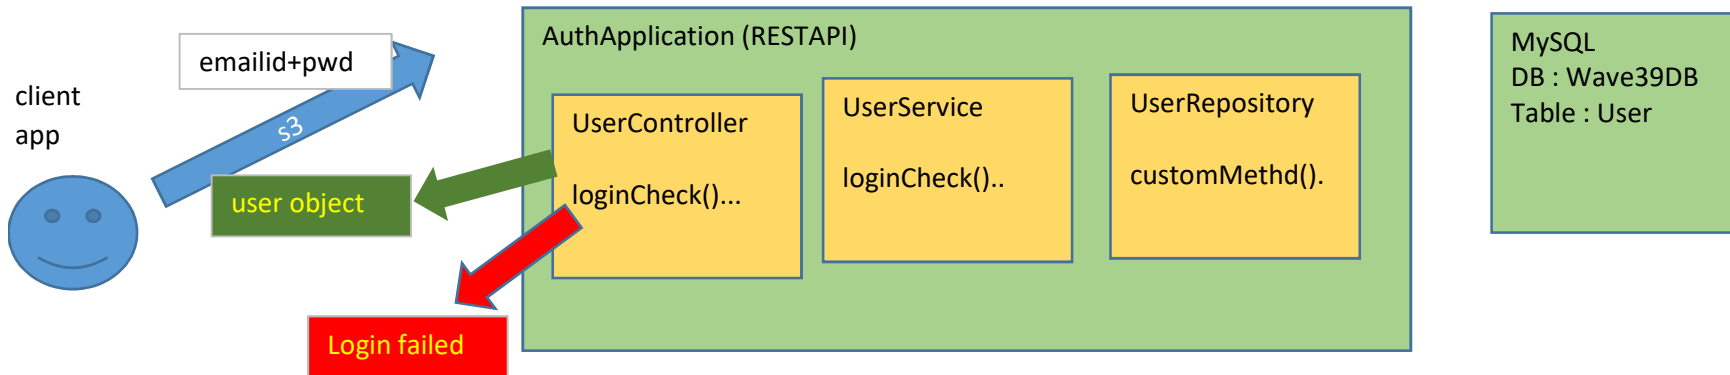 client
app
emailid+pwd
s3
user object
Login failed
AuthApplication (RESTAPI)
UserController
loginCheck()...
UserService
loginCheck()..
UserRepository
customMethd().
MySQL
DB : Wave39DB
Table : User